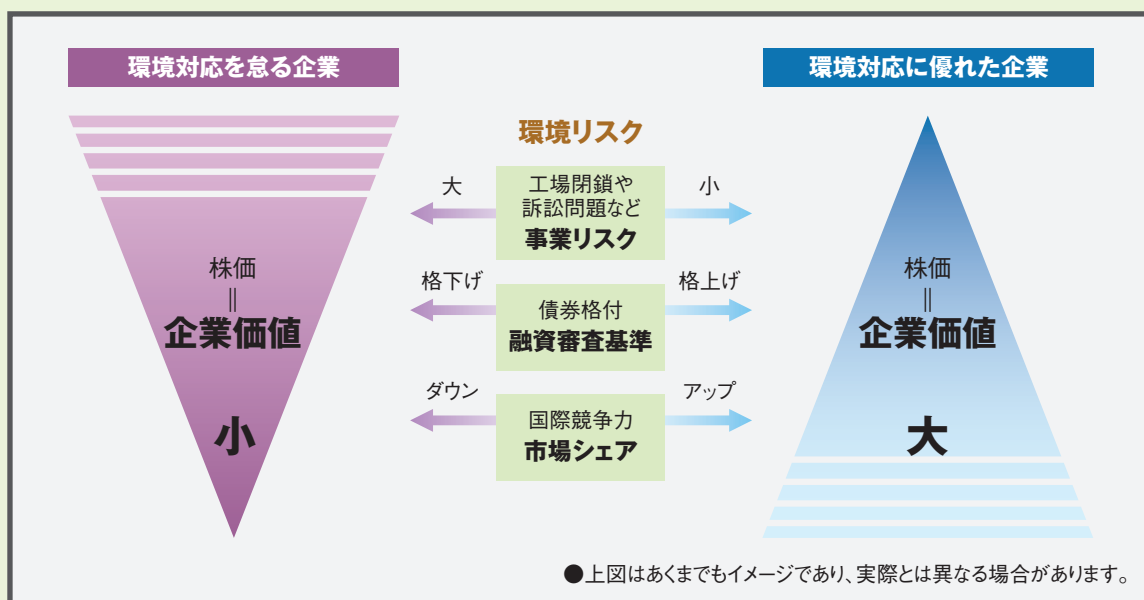 環境対応を怠る企業
環境対応に優れた企業
環境リスク
大
工場閉鎖や
訴訟問題など
事業リスク
小
株価
||
企業価値
小
格下げ
債券格付
融資審査基準
格上げ
ダウン
国際競争力
市場シェア
アップ
株価
||
企業価値
大
●上図はあくまでもイメージであり、実際とは異なる場合があります。